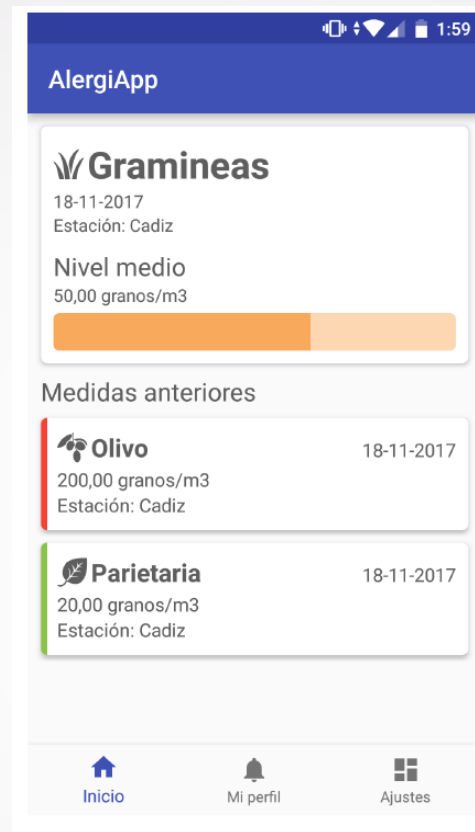 1:59
AlergiApp
Gramineas
18-11-2017
Estación: Cadiz
Nivel medio
50,00 granos/m3
Medidas anteriores
Olivo 18-11-2017
200,00 granos/m3
Estación: Cadiz
Parietaria 18-11-2017
20,00 granos/m3
Estación: Cadiz
Inicio Mi perfil Ajustes